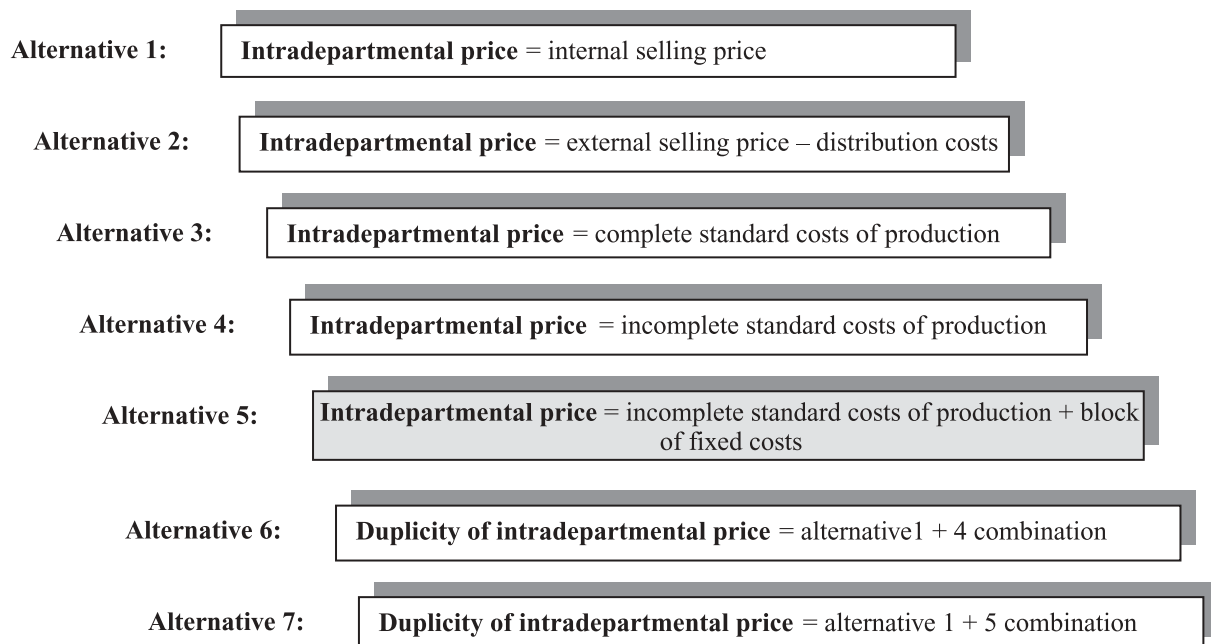 Alternative 1: Intradepartmental price = internal selling price
Alternative 2: Intradepartmental price = external selling price – distribution costs
Alternative 3: Intradepartmental price = complete standard costs of production
Alternative 4: Intradepartmental price = incomplete standard costs of production
Alternative 5: Intradepartmental price = incomplete standard costs of production + block
of fixed costs
Alternative 6: Duplicity of intradepartmental price = alternative1 + 4 combination
Alternative 7: Duplicity of intradepartmental price = alternative 1 + 5 combination